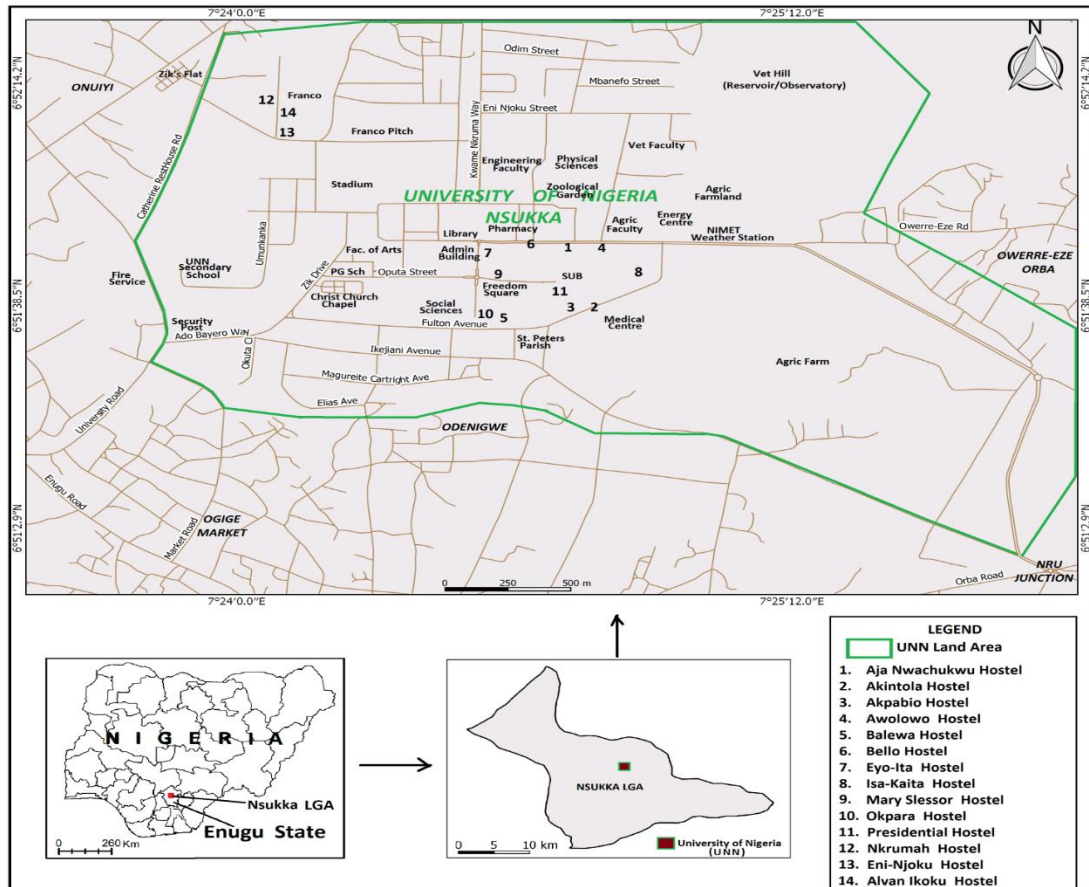 7°24'0.0"E
7°25'12.0"E
6°52'14.2"N
6°52'14.2"N
Odim Street
Zik's Flat
ONUIYI
Mbanefo Street
Vet Hill
(Reservoir/Observatory)
12
Franco
14
13
Franco Pitch
Eni Njoku Street
Kwame Nkruma Way
Catherine RestHouse Rd
Engineering
Faculty
Physical
Sciences
Vet Faculty
Stadium
Zoological
Garden
Agric
Farmland
UNIVERSITY OF NIGERIA
NSUKKA
Pharmacy
Agric
Faculty
Energy
Centre
Owerre-Eze Rd
Umunkanka
Library
6
1
4
NIMET
Weather Station
Fac. of Arts
Admin
Building
7
OWERRE-EZE
ORBA
Fire
Service
UNN
Secondary
School
Zik Drive
PG Sch
Oputa Street
9
SUB
8
6°51'38.5"N
6°51'38.5"N
Christ Church
Chapel
Freedom
Square
11
Social
Sciences
10
5
3
2
Medical
Centre
Security
Post
Fulton Avenue
Ado Bayero Way
Okuta Cl
Ikejiani Avenue
St. Peters
Parish
Agric Farm
Magureite Cartright Ave
Elias Ave
University Road
ODENIGWE
Enugu Road
OGIGE
MARKET
Market Road
6°51'2.9"N
6°51'2.9"N
NRU
JUNCTION
Orba Road
0 250 500 m
7°24'0.0"E
7°25'12.0"E
NIGERIA
Nsukka LGA
Enugu State
0 260 Km
NSUKKA LGA
0 5 10 km
University of Nigeria
(UNN)
LEGEND
UNN Land Area
1. Aja Nwachukwu Hostel
2. Akintola Hostel
3. Akpabio Hostel
4. Awolowo Hostel
5. Balewa Hostel
6. Bello Hostel
7. Eyo-Ita Hostel
8. Isa-Kaita Hostel
9. Mary Slessor Hostel
10. Okpara Hostel
11. Presidential Hostel
12. Nkrumah Hostel
13. Eni-Njoku Hostel
14. Alvan Ikoku Hostel